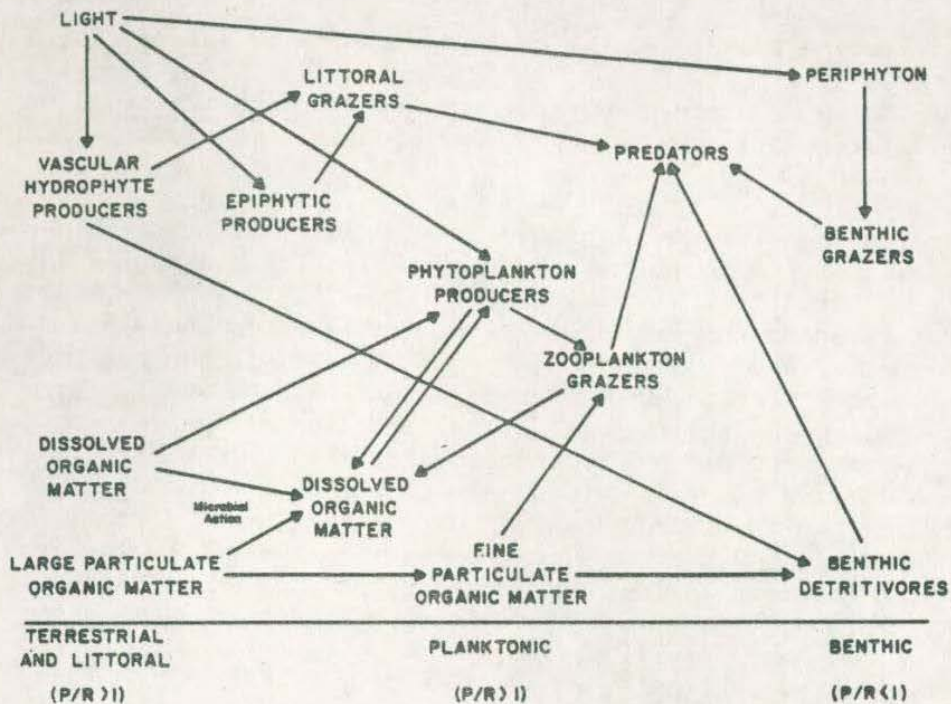 LIGHT
LITTORAL
GRAZERS
PERIPHYTON
VASCULAR
HYDROPHYTE
PRODUCERS
EPIPHYTIC
PRODUCERS
PREDATORS
BENTHIC
GRAZERS
PHYTOPLANKTON
PRODUCERS
ZOOPLANKTON
GRAZERS
DISSOLVED
ORGANIC
MATTER
Microbial
Action
DISSOLVED
ORGANIC
MATTER
LARGE PARTICULATE
ORGANIC MATTER
FINE
PARTICULATE
ORGANIC MATTER
BENTHIC
DETRITIVORES
TERRESTRIAL
AND LITTORAL
(P/R >1)
PLANKTONIC
(P/R >1)
BENTHIC
(P/R <1)